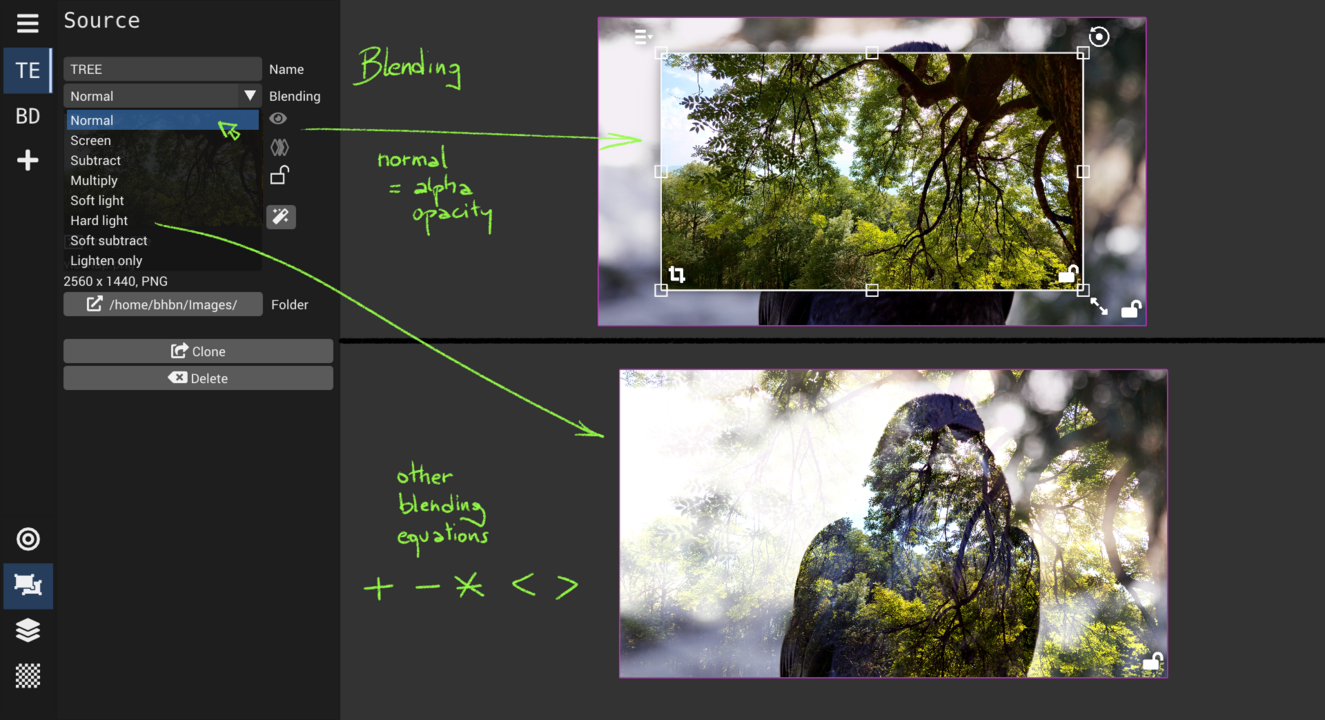 Source
TE
TREE
Name
Normal
Blending
BD
Normal
Screen
Subtract
Multiply
Soft light
Hard light
Soft subtract
Lighten only
2560 x 1440, PNG
/home/bhbn/Images/
Folder
Clone
Delete
Blending
normal
= alpha
opacity
other
blending
equations
+ - * < >